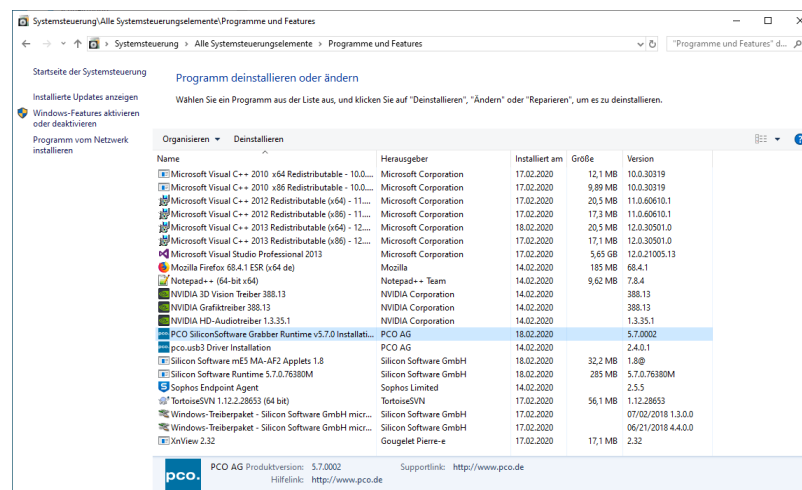 Systemsteuerung\Alle Systemsteuerungselemente\Programme und Features
Systemsteuerung › Alle Systemsteuerungselemente › Programme und Features
"Programme und Features" d...
Startseite der Systemsteuerung
Installierte Updates anzeigen
Windows-Features aktivieren
oder deaktivieren
Programm vom Netzwerk
installieren
Programm deinstallieren oder ändern
Wählen Sie ein Programm aus der Liste aus, und klicken Sie auf "Deinstallieren", "Ändern" oder "Reparieren", um es zu deinstallieren.
Organisieren Deinstallieren
Name Herausgeber Installiert am Größe Version
Microsoft Visual C++ 2010 x64 Redistributable - 10.0.... Microsoft Corporation 17.02.2020 12,1 MB 10.0.30319
Microsoft Visual C++ 2010 x86 Redistributable - 10.0.... Microsoft Corporation 17.02.2020 9,89 MB 10.0.30319
Microsoft Visual C++ 2012 Redistributable (x64) - 11.... Microsoft Corporation 17.02.2020 20,5 MB 11.0.60610.1
Microsoft Visual C++ 2012 Redistributable (x86) - 11.... Microsoft Corporation 17.02.2020 17,3 MB 11.0.60610.1
Microsoft Visual C++ 2013 Redistributable (x64) - 12.... Microsoft Corporation 18.02.2020 20,5 MB 12.0.30501.0
Microsoft Visual C++ 2013 Redistributable (x86) - 12.... Microsoft Corporation 17.02.2020 17,1 MB 12.0.30501.0
Microsoft Visual Studio Professional 2013 Microsoft Corporation 17.02.2020 5,65 GB 12.0.21005.13
Mozilla Firefox 68.4.1 ESR (x64 de) Mozilla 14.02.2020 185 MB 68.4.1
Notepad++ (64-bit x64) Notepad++ Team 14.02.2020 9,62 MB 7.8.4
NVIDIA 3D Vision Treiber 388.13 NVIDIA Corporation 14.02.2020 388.13
NVIDIA Grafiktreiber 388.13 NVIDIA Corporation 14.02.2020 388.13
NVIDIA HD-Audiotreiber 1.3.35.1 NVIDIA Corporation 14.02.2020 1.3.35.1
PCO SiliconSoftware Grabber Runtime v5.7.0 Installati... PCO AG 18.02.2020 5.7.0002
pco.usb3 Driver Installation PCO AG 14.02.2020 2.4.0.1
Silicon Software mE5 MA-AF2 Applets 1.8 Silicon Software GmbH 18.02.2020 32,2 MB 1.8@
Silicon Software Runtime 5.7.0.76380M Silicon Software GmbH 18.02.2020 285 MB 5.7.0.76380M
Sophos Endpoint Agent Sophos Limited 14.02.2020 2.5.5
TortoiseSVN 1.12.2.28653 (64 bit) TortoiseSVN 17.02.2020 56,1 MB 1.12.28653
Windows-Treiberpaket - Silicon Software GmbH micr... Silicon Software GmbH 17.02.2020 07/02/2018 1.3.0.0
Windows-Treiberpaket - Silicon Software GmbH micr... Silicon Software GmbH 17.02.2020 06/21/2018 4.4.0.0
XnView 2.32 Gougelet Pierre-e 17.02.2020 17,1 MB 2.32
pco.
PCO AG Produktversion: 5.7.0002 Supportlink: http://www.pco.de
Hilfelink: http://www.pco.de